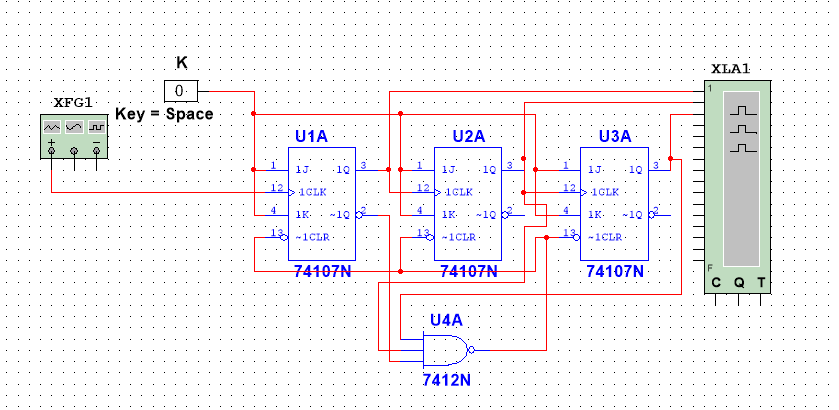 K
XFG1
0
Key = Space
XLA1
1
F
C Q T
U1A
1 1J 1Q 3
12 1CLK
4 1K ~1Q 2
13 ~1CLR
74107N
U2A
1 1J 1Q 3
12 1CLK
4 1K ~1Q 2
13 ~1CLR
74107N
U3A
1 1J 1Q 3
12 1CLK
4 1K ~1Q 2
13 ~1CLR
74107N
U4A
7412N